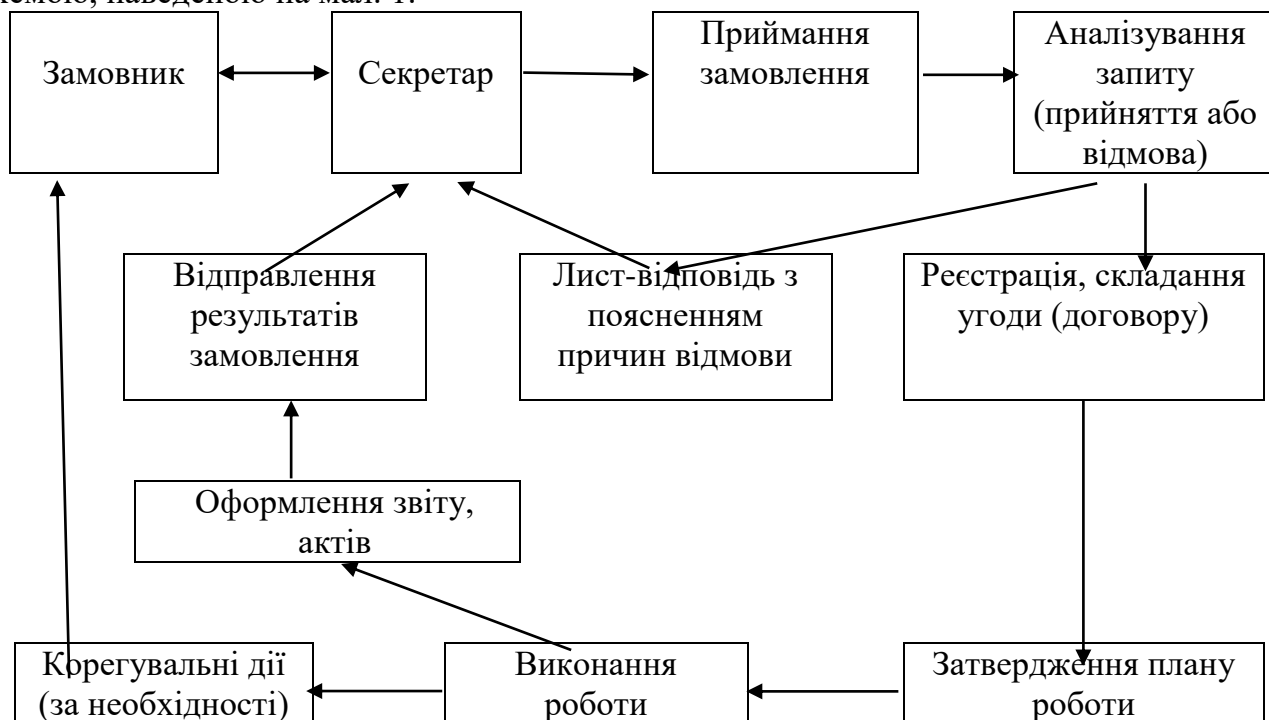 Замовник
Секретар
Приймання
замовлення
Аналізування
запиту
(прийняття або
відмова)
Відправлення
результатів
замовлення
Лист-відповідь з
поясненням
причин відмови
Реєстрація, складання
угоди (договору)
Оформлення звіту,
актів
Корегувальні дії
(за необхідності)
Виконання
роботи
Затвердження плану
роботи